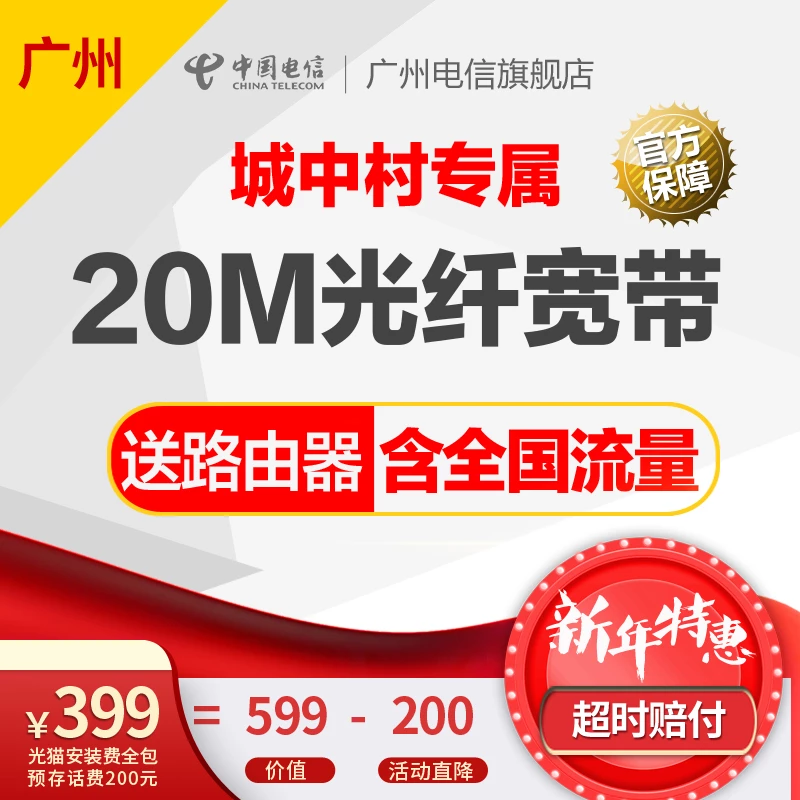 广州
中国电信
CHINA TELECOM
广州电信旗舰店
城中村专属
官方
保障
20M光纤宽带
送路由器 含全国流量
新年特惠
超时赔付
¥399 = 599 - 200
光猫安装费全包
预存话费200元
价值
活动直降